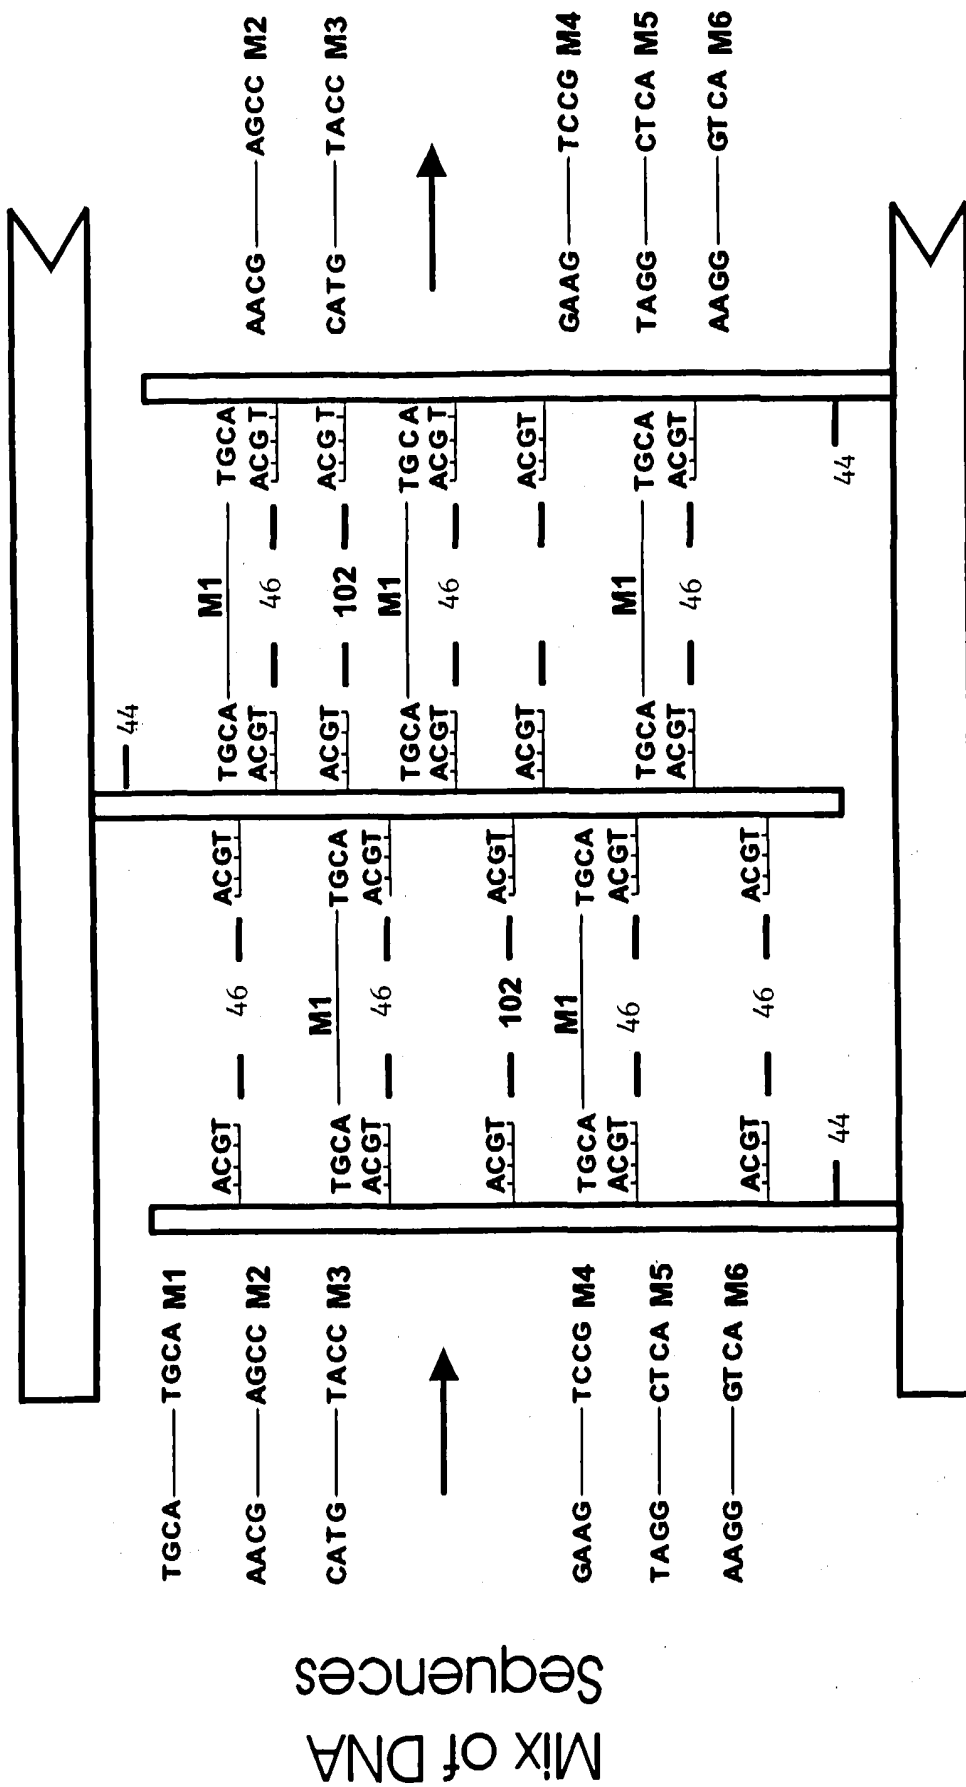 Mix of DNA
Sequences
TGCA TGCA M1
AACG AGCC M2
CATG TACC M3
GAAG TCCG M4
TAGG CTCA M5
AAGG GTCA M6
ACGT 46 ACGT
M1
TGCA TGCA
ACGT 46 ACGT
ACGT 102 ACGT
M1
TGCA TGCA
ACGT 46 ACGT
ACGT 46 ACGT
44
44
M1
TGCA TGCA
ACGT 46 ACGT
ACGT 102 ACGT
M1
TGCA TGCA
ACGT 46 ACGT
ACGT ACGT
M1
TGCA TGCA
ACGT 46 ACGT
44
AACG AGCC M2
CATG TACC M3
GAAG TCCG M4
TAGG CTCA M5
AAGG GTCA M6